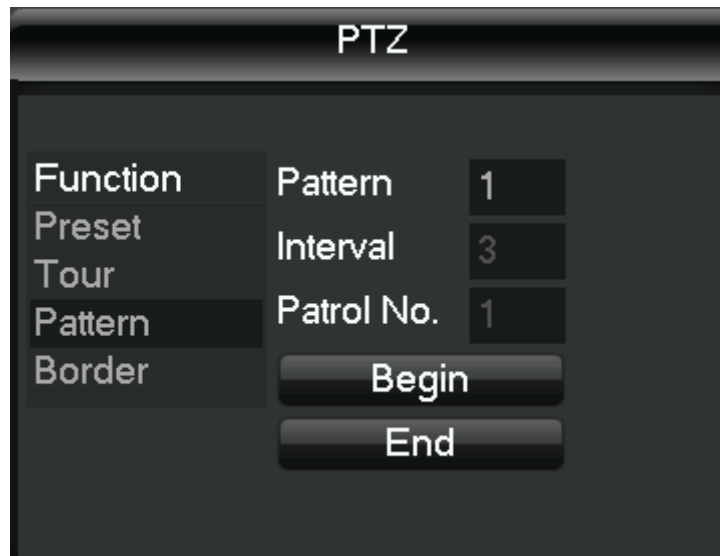 PTZ
Function
Preset
Tour
Pattern
Border
Pattern 1
Interval 3
Patrol No. 1
Begin
End